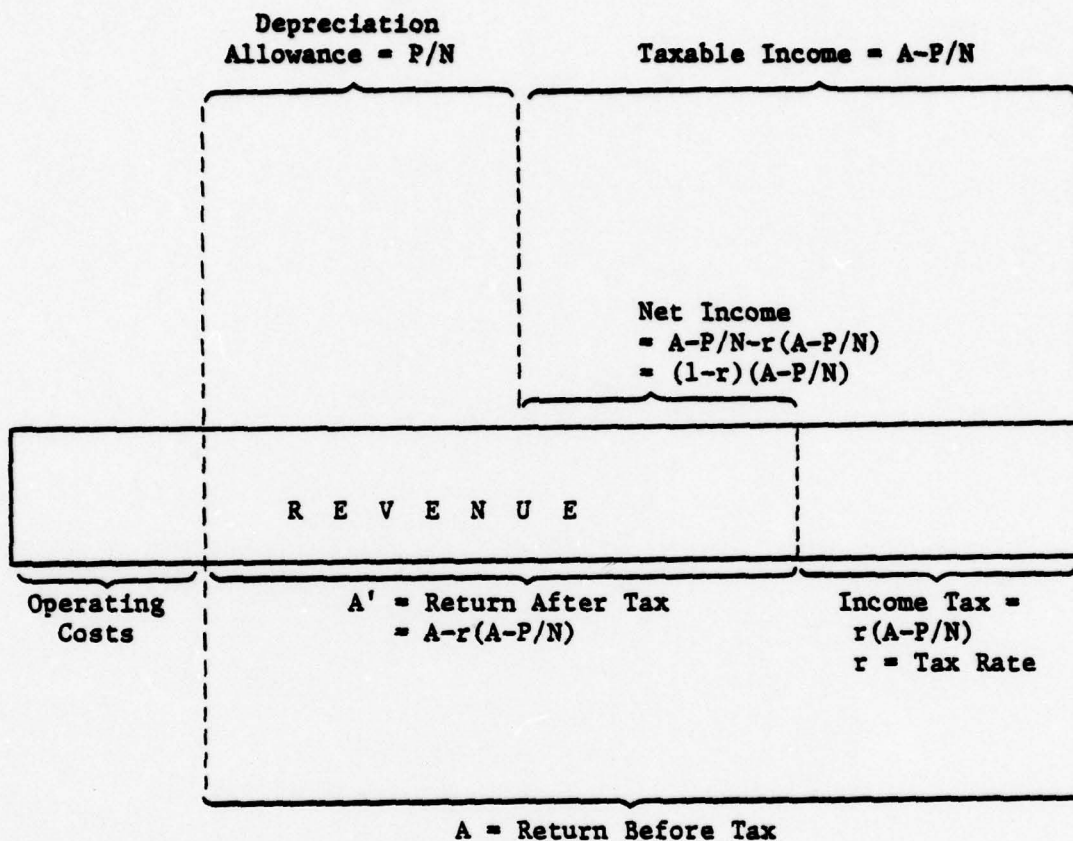 Depreciation
Allowance = P/N
Taxable Income = A-P/N
Net Income
= A-P/N-r(A-P/N)
= (1-r)(A-P/N)
R E V E N U E
Operating
Costs
A' = Return After Tax
= A-r(A-P/N)
Income Tax =
r(A-P/N)
r = Tax Rate
A = Return Before Tax